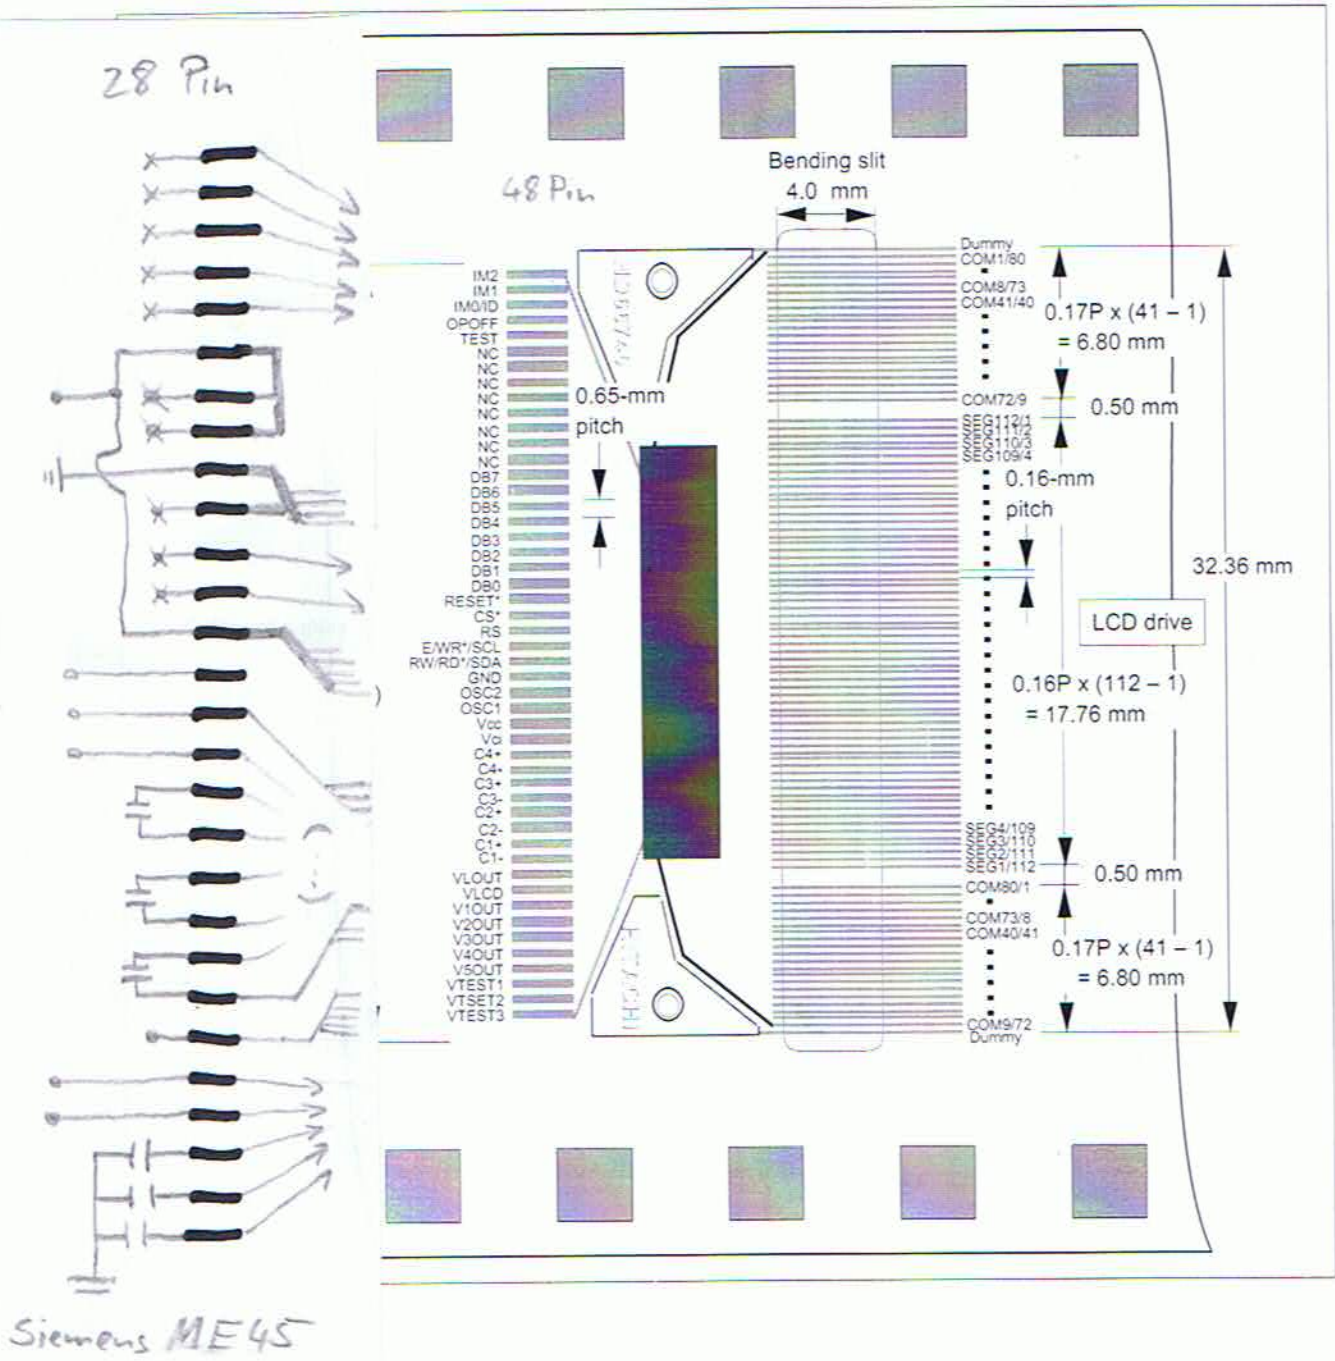 28 Pin
48 Pin
Bending slit
4.0 mm
Dummy
COM1/80
COM8/73
COM41/40
0.17P x (41 – 1)
= 6.80 mm
COM72/9
0.50 mm
SEG112/1
SEG111/2
SEG110/3
SEG109/4
0.16-mm
pitch
32.36 mm
LCD drive
0.16P x (112 – 1)
= 17.76 mm
SEG4/109
SEG3/110
SEG2/111
SEG1/112
0.50 mm
COM80/1
COM73/8
COM40/41
0.17P x (41 – 1)
= 6.80 mm
COM9/72
Dummy
0.65-mm
pitch
IM2
IM1
IM0/ID
OPOFF
TEST
NC
NC
NC
NC
NC
NC
NC
NC
DB7
DB6
DB5
DB4
DB3
DB2
DB1
DB0
RESET*
CS*
RS
E/WR*/SCL
RW/RD*/SDA
GND
OSC2
OSC1
Vcc
Vci
C4+
C4-
C3+
C3-
C2+
C2-
C1+
C1-
VLOUT
VLCD
V1OUT
V2OUT
V3OUT
V4OUT
V5OUT
VTEST1
VTSET2
VTEST3
HITACHI
Siemens ME45